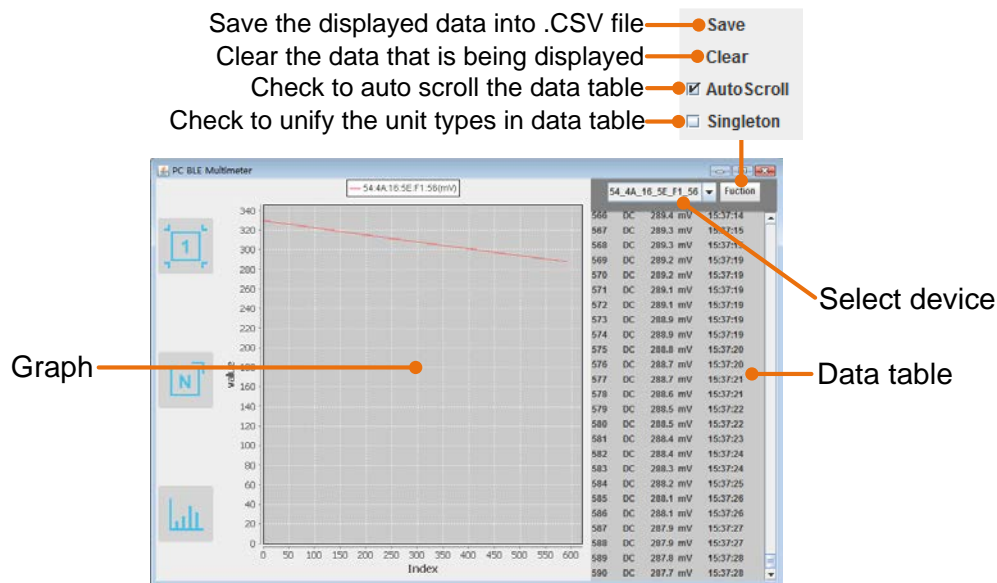 Save the displayed data into .CSV file
Save
Clear the data that is being displayed
Clear
Check to auto scroll the data table
AutoScroll
Check to unify the unit types in data table
Singleton
PC BLE Multimeter
54:4A:16:5E:F1:56(mV)
54_4A_16_5E_F1_56
Fuction
340
320
300
280
260
240
220
200
180
160
140
120
100
80
60
40
20
0
value
1
N
0 50 100 150 200 250 300 350 400 450 500 550 600
Index
566 DC 289.4 mV 15:37:14
567 DC 289.3 mV 15:37:15
568 DC 289.3 mV
569 DC 289.2 mV 15:37:19
570 DC 289.2 mV 15:37:19
571 DC 289.1 mV 15:37:19
572 DC 289.1 mV 15:37:19
573 DC 288.9 mV 15:37:19
574 DC 288.9 mV 15:37:19
575 DC 288.8 mV 15:37:20
576 DC 288.7 mV 15:37:20
577 DC 288.7 mV 15:37:21
578 DC 288.6 mV 15:37:21
579 DC 288.5 mV 15:37:22
580 DC 288.5 mV 15:37:22
581 DC 288.4 mV 15:37:23
582 DC 288.4 mV 15:37:24
583 DC 288.3 mV 15:37:24
584 DC 288.2 mV 15:37:25
585 DC 288.1 mV 15:37:26
586 DC 288.1 mV 15:37:26
587 DC 287.9 mV 15:37:27
588 DC 287.9 mV 15:37:27
589 DC 287.8 mV 15:37:28
590 DC 287.7 mV 15:37:28
Graph
Select device
Data table